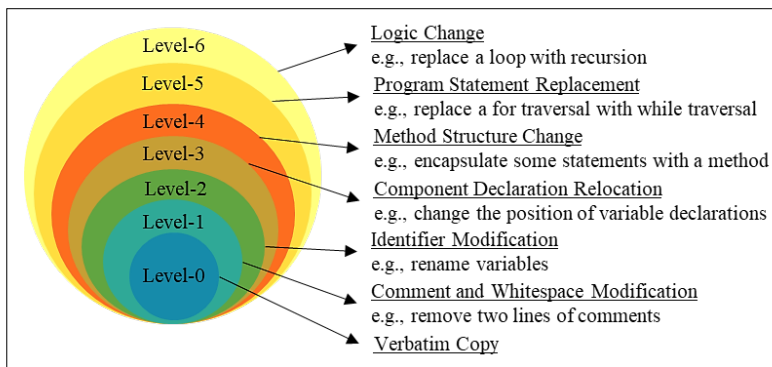 Level-6
Level-5
Level-4
Level-3
Level-2
Level-1
Level-0
Logic Change
e.g., replace a loop with recursion
Program Statement Replacement
e.g., replace a for traversal with while traversal
Method Structure Change
e.g., encapsulate some statements with a method
Component Declaration Relocation
e.g., change the position of variable declarations
Identifier Modification
e.g., rename variables
Comment and Whitespace Modification
e.g., remove two lines of comments
Verbatim Copy